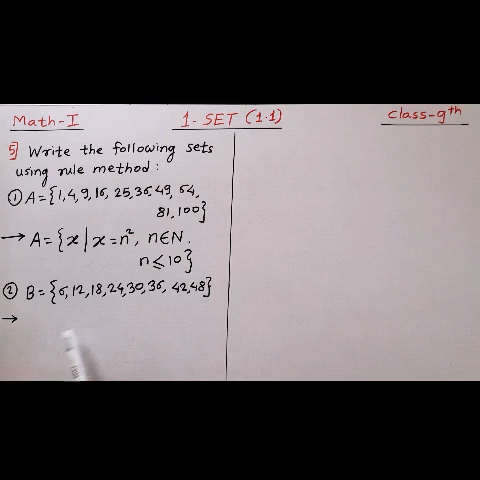 Math-I
1. SET (1.1)
class-9th
5] Write the following sets
using rule method:
① A={1,4,9,16, 25,36,49, 64,
81,100}
→ A={x/x=n², n∈N,
n≤10}
② B={6,12,18,24,30,36, 42,48}
→